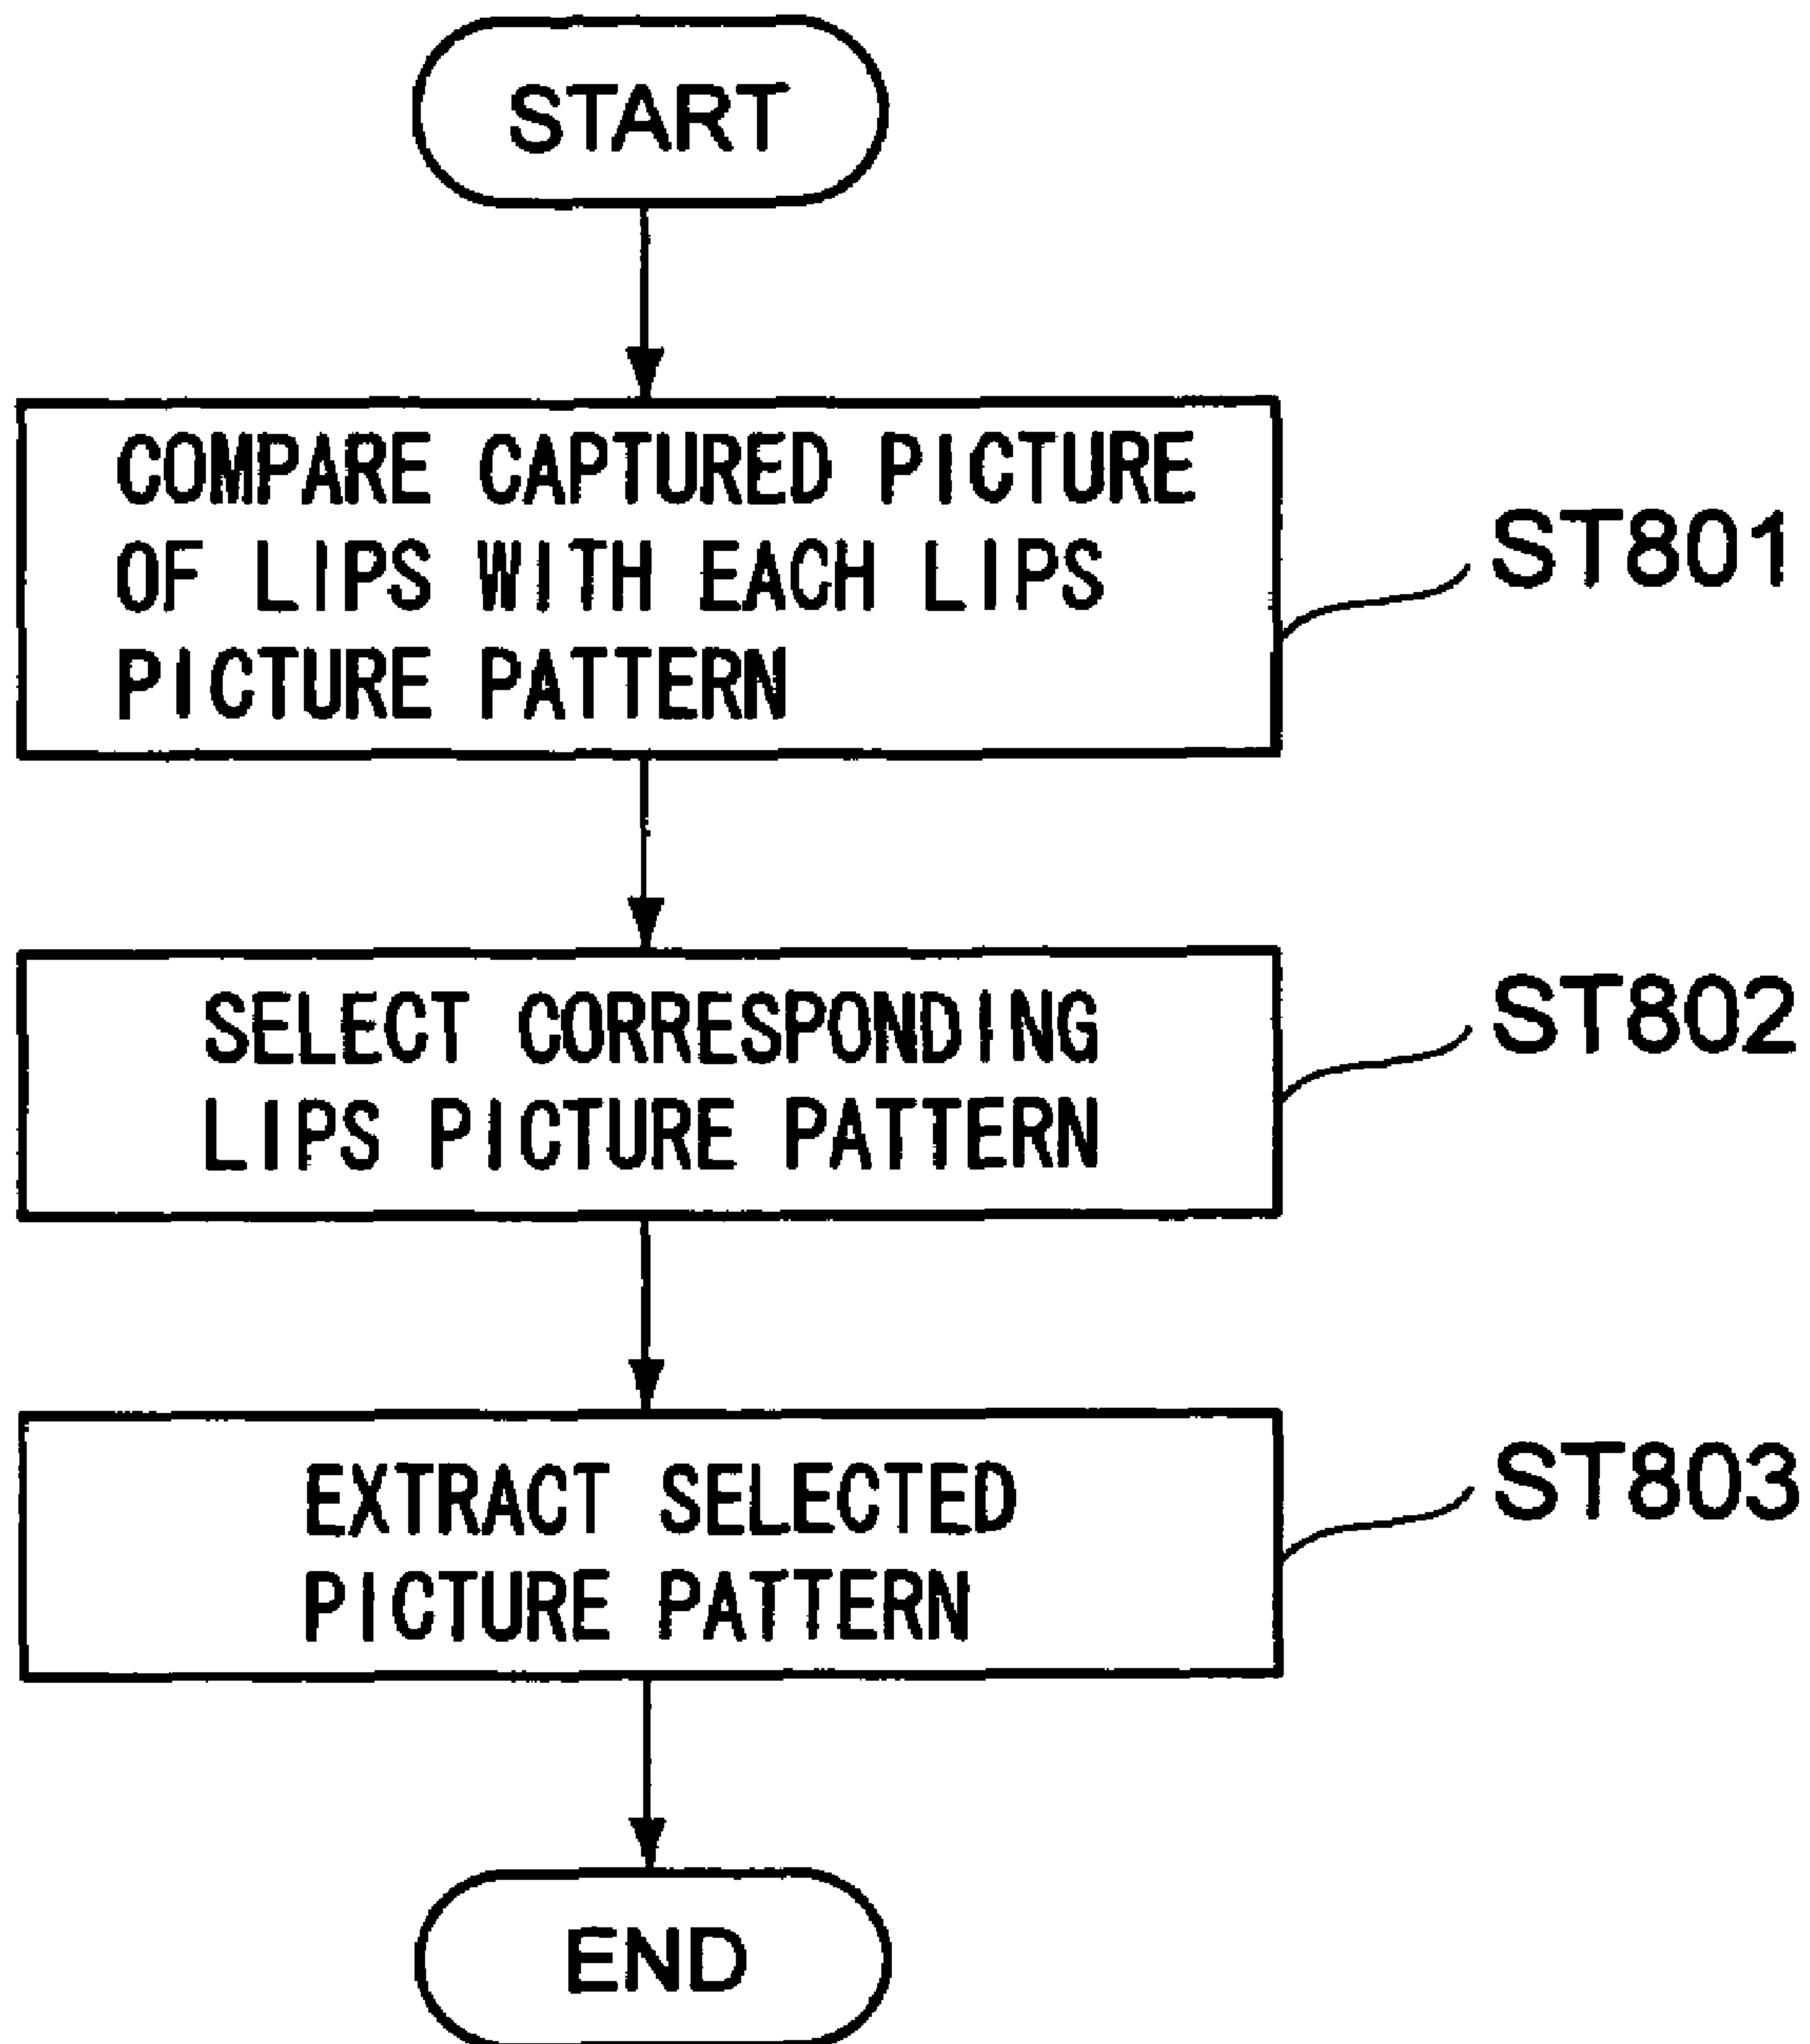 START
COMPARE CAPTURED PICTURE
OF LIPS WITH EACH LIPS
PICTURE PATTERN
ST801
SELECT CORRESPONDING
LIPS PICTURE PATTERN
ST802
EXTRACT SELECTED
PICTURE PATTERN
ST803
END